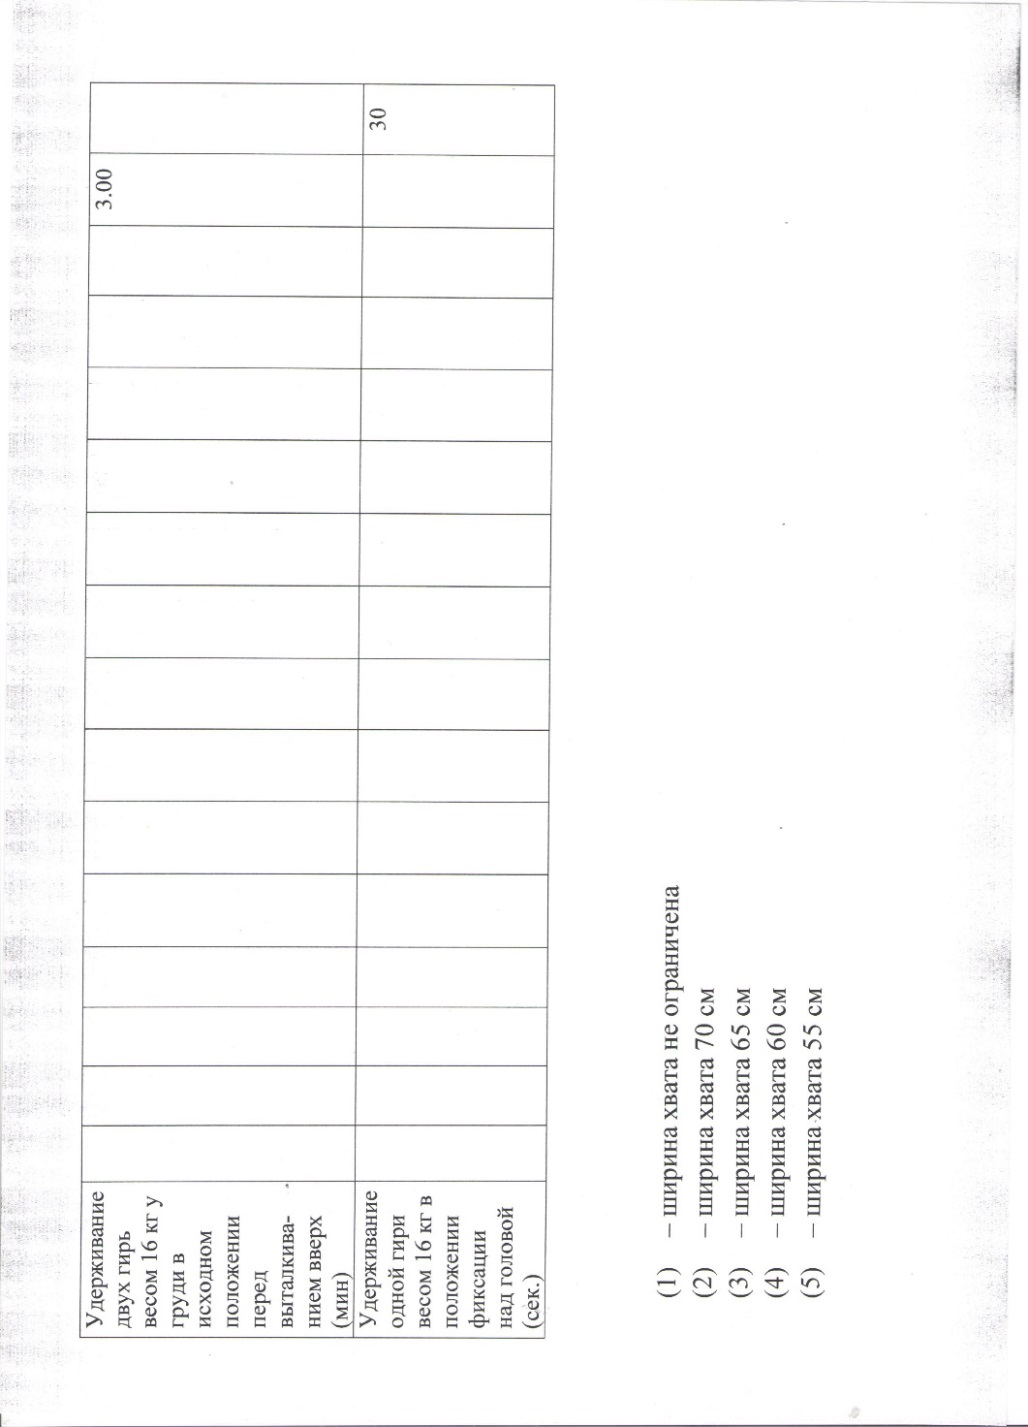 Удерживание
двух гирь
весом 16 кг у
груди в
исходном
положении
перед
выталкива-
нием вверх
(мин)
3.00
Удерживание
одной гири
весом 16 кг в
положении
фиксации
над головой
(сек.)
30
(1) – ширина хвата не ограничена
(2) – ширина хвата 70 см
(3) – ширина хвата 65 см
(4) – ширина хвата 60 см
(5) – ширина хвата 55 см